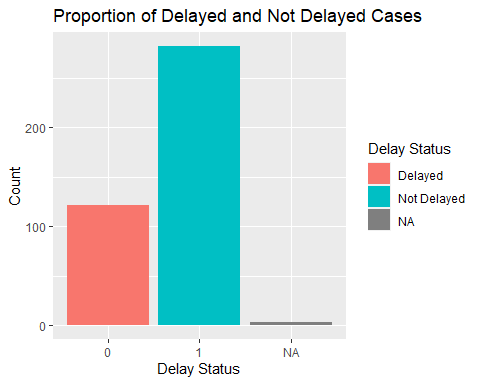 Proportion of Delayed and Not Delayed Cases
Count
200
100
0
0
1
NA
Delay Status
Delay Status
Delayed
Not Delayed
NA